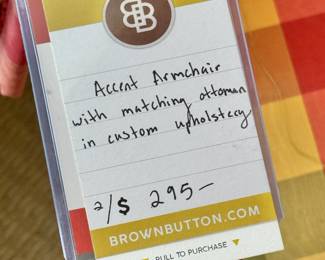 Accent Armchair
with matching ottoman
in custom upholstery
2/$ 295—
BROWNBUTTON.COM
PULL TO PURCHASE